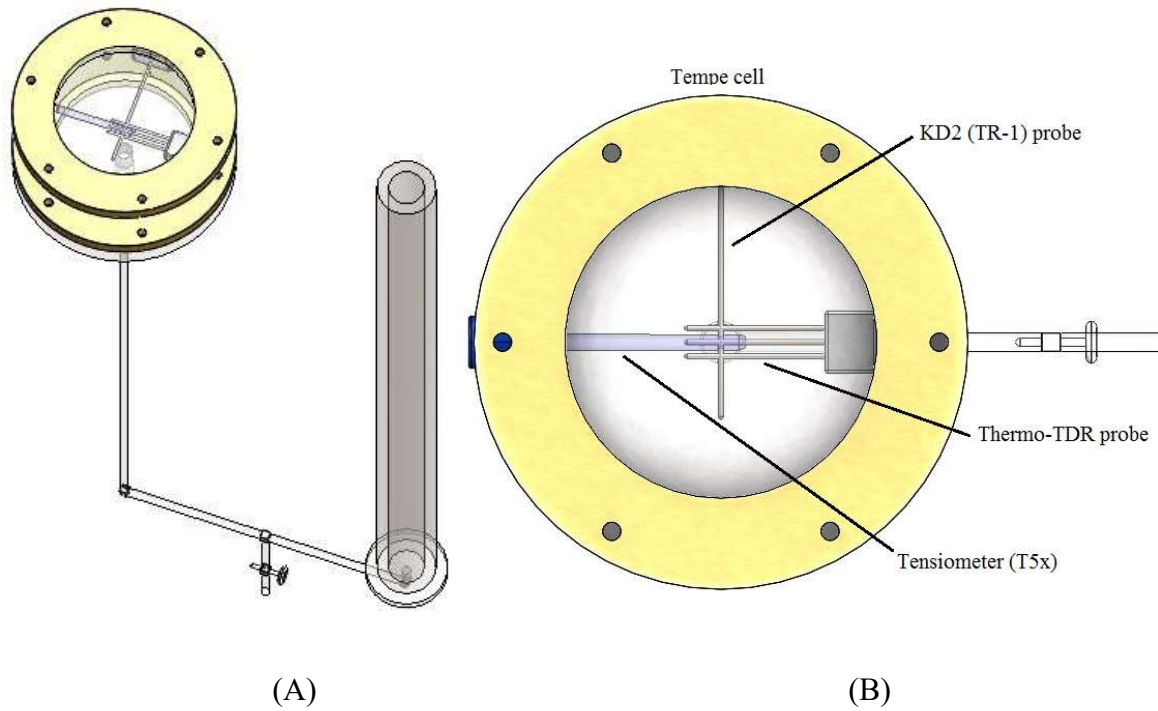 Tempe cell
KD2 (TR-1) probe
Thermo-TDR probe
Tensiometer (T5x)
(A)
(B)